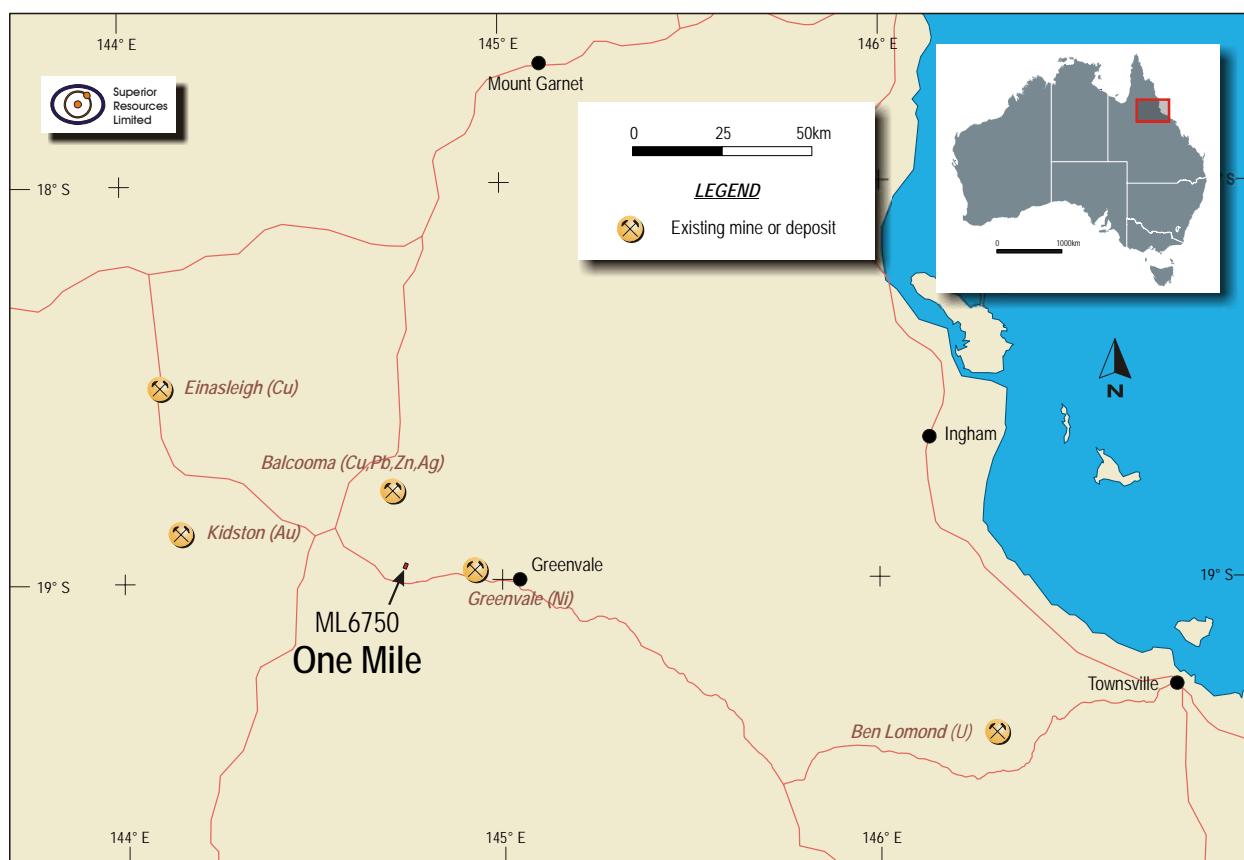 144° E
145° E
146° E
Superior
Resources
Limited
Mount Garnet
0 25 50km
LEGEND
Existing mine or deposit
0 1000km
18° S
S
N
Einasleigh (Cu)
Ingham
Balcooma (Cu,Pb,Zn,Ag)
Kidston (Au)
Greenvale
19° S
19° S
Greenvale (Ni)
ML6750
One Mile
Townsville
Ben Lomond (U)
144° E
145° E
146° E